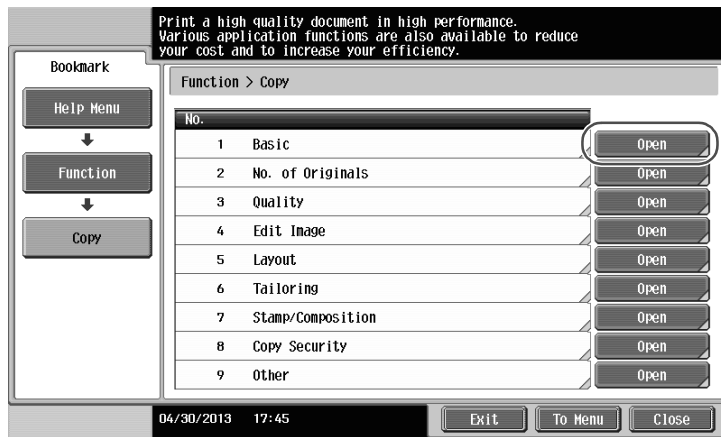 Print a high quality document in high performance.
Various application functions are also available to reduce
your cost and to increase your efficiency.
Bookmark
Help Menu
Function
Copy
Function > Copy
No.
1 Basic Open
2 No. of Originals Open
3 Quality Open
4 Edit Image Open
5 Layout Open
6 Tailoring Open
7 Stamp/Composition Open
8 Copy Security Open
9 Other Open
04/30/2013 17:45 Exit To Menu Close